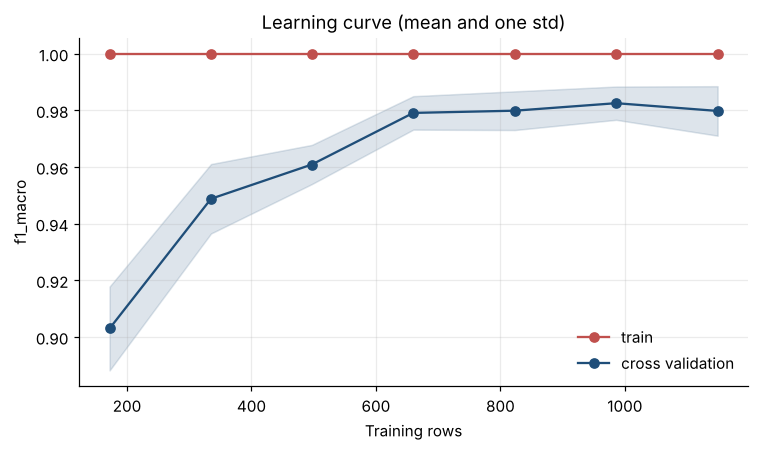 Learning curve (mean and one std)
1.00
0.98
0.96
0.94
0.92
0.90
f1_macro
train
cross validation
200 400 600 800 1000
Training rows